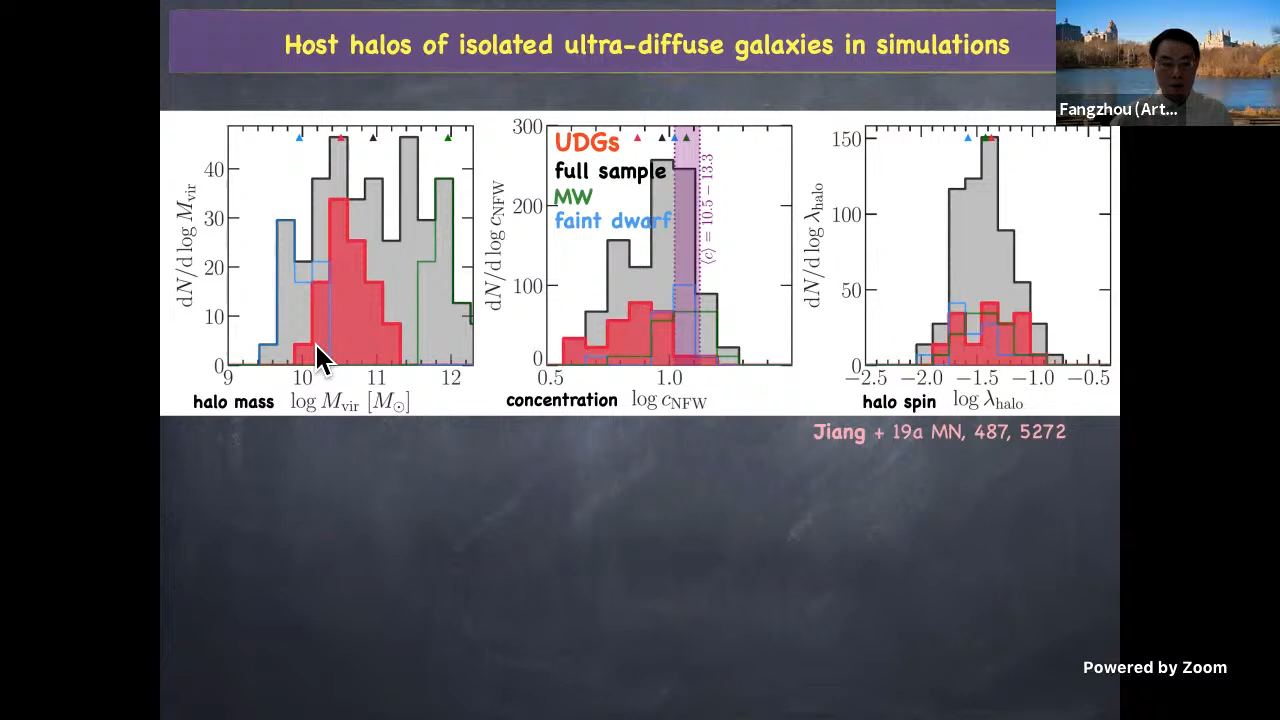 Host halos of isolated ultra-diffuse galaxies in simulations
Fangzhou (Art...
dN/d log M_vir
40
30
20
10
0
9
10
11
12
halo mass log M_vir [M_⊙]
dN/d log c_NFW
300
200
100
0
0.5
1.0
UDGs
full sample
MW
faint dwarf
⟨c⟩ = 10.5 − 13.3
concentration log c_NFW
dN/d log λ_halo
150
100
50
0
−2.5
−2.0
−1.5
−1.0
−0.5
halo spin log λ_halo
Jiang + 19a MN, 487, 5272
Powered by Zoom